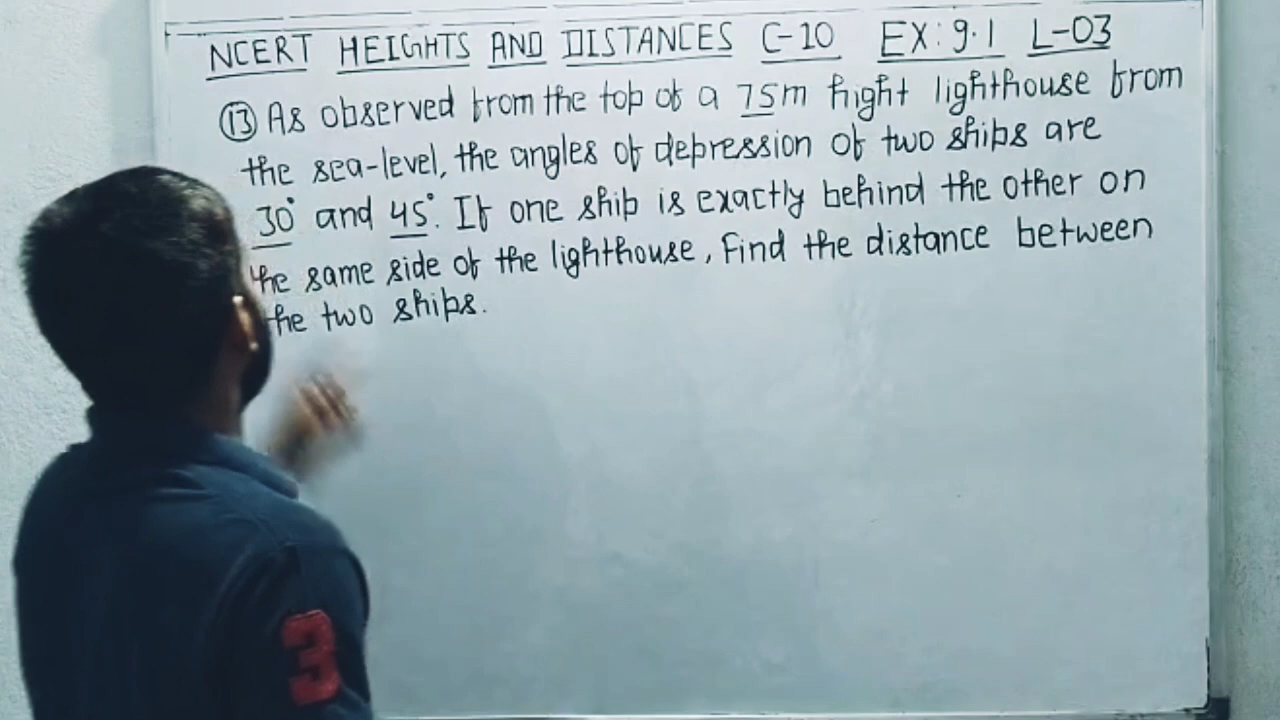 NCERT HEIGHTS AND DISTANCES C-10 EX: 9.1 L-03
13 As observed from the top of a 75m hight lighthouse from
the sea-level, the angles of depression of two ships are
30° and 45°. If one ship is exactly behind the other on
the same side of the lighthouse, Find the distance between
the two ships.
3